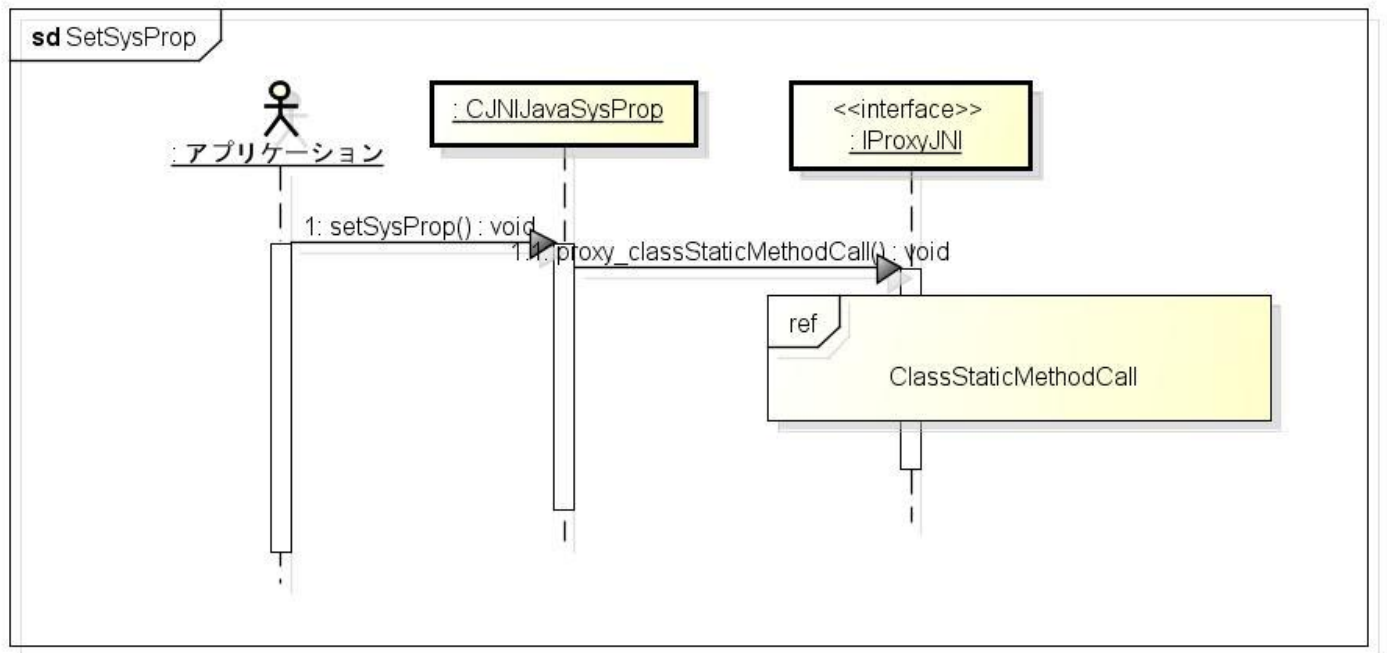 sd SetSysProp
: アプリケーション
: CJNIJavaSysProp
<<interface>>
: IProxyJNI
1: setSysProp() : void
1.1: proxy_classStaticMethodCall() : void
ref
ClassStaticMethodCall